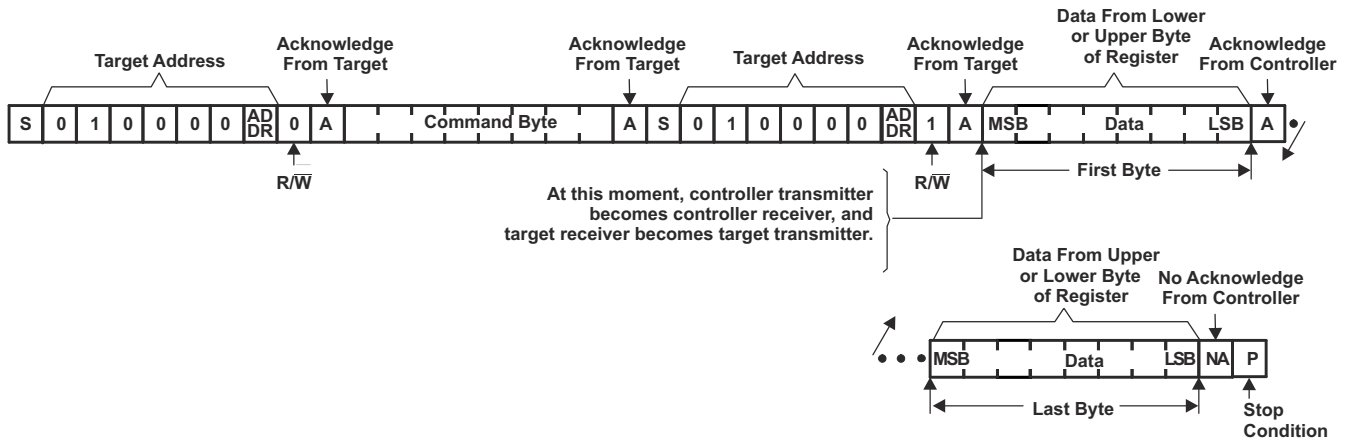 Data From Lower
or Upper Byte
of Register
Acknowledge
From Controller
Target Address
Acknowledge
From Target
Acknowledge
From Target
Target Address
Acknowledge
From Target
S 0 1 0 0 0 0 AD DR 0 A Command Byte A S 0 1 0 0 0 0 AD DR 1 A MSB Data LSB A
R/W̅
R/W̅
First Byte
At this moment, controller transmitter
becomes controller receiver, and
target receiver becomes target transmitter.
Data From Upper
or Lower Byte
of Register
No Acknowledge
From Controller
MSB Data LSB NA P
Last Byte
Stop
Condition